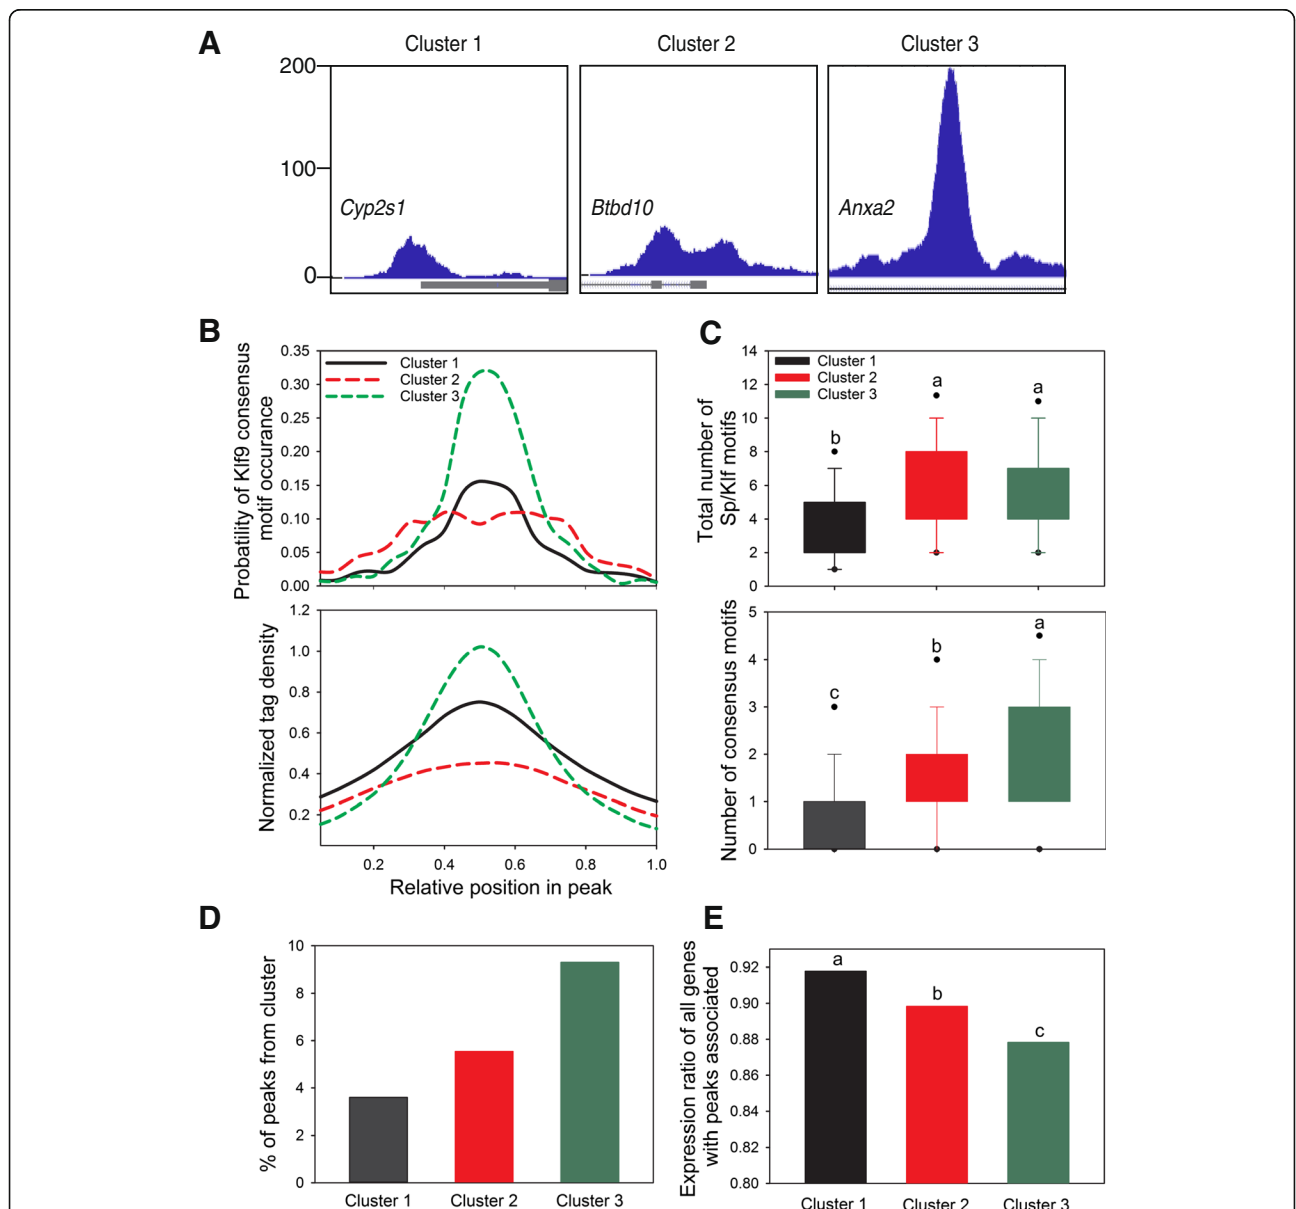 A
Cluster 1
Cluster 2
Cluster 3
200
100
0
Cyp2s1
Btbd10
Anxa2
B
Probatility of Klf9 consensus
motif occurance
0.35
0.30
0.25
0.20
0.15
0.10
0.05
0.00
Cluster 1
Cluster 2
Cluster 3
Normalized tag density
1.2
1.0
0.8
0.6
0.4
0.2
0.2
0.4
0.6
0.8
1.0
Relative position in peak
C
Total number of
Sp/Klf motifs
14
12
10
8
6
4
2
0
Cluster 1
Cluster 2
Cluster 3
b
a
a
Number of consensus motifs
5
4
3
2
1
0
c
b
a
D
% of peaks from cluster
10
8
6
4
2
0
Cluster 1
Cluster 2
Cluster 3
E
Expression ratio of all genes
with peaks associated
0.92
0.90
0.88
0.86
0.84
0.82
0.80
a
b
c
Cluster 1
Cluster 2
Cluster 3